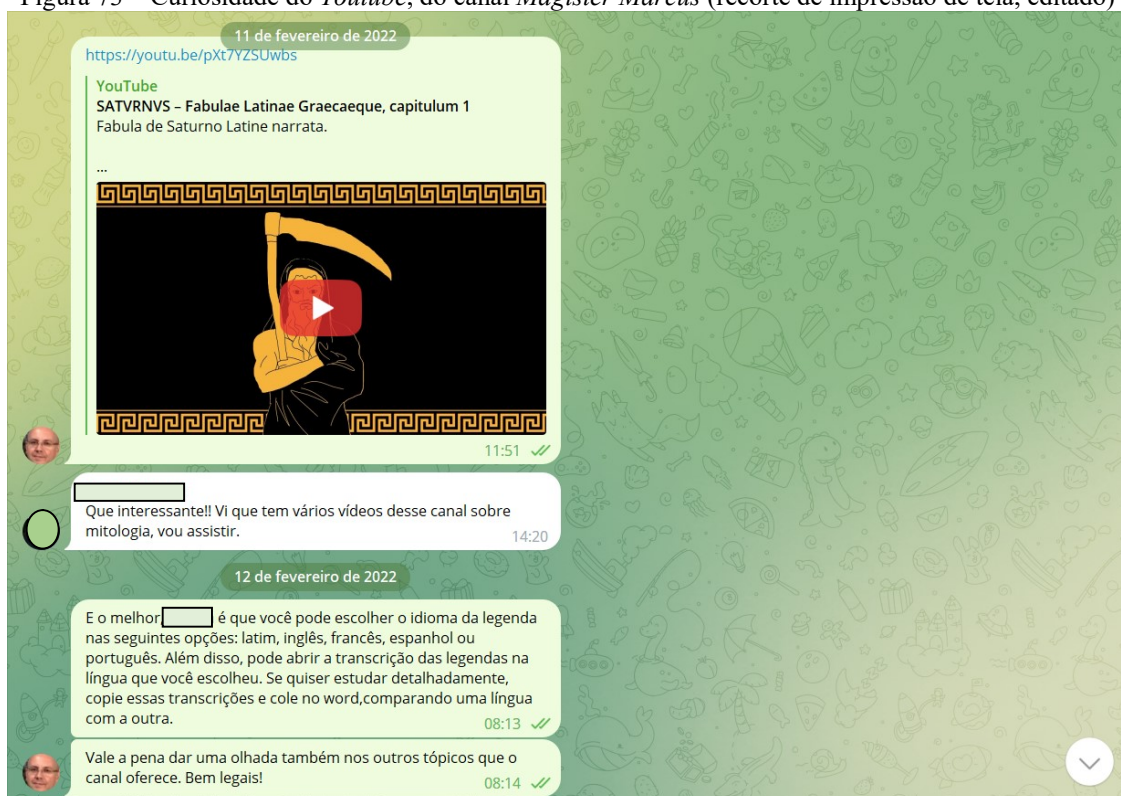 Figura 73 – Curiosidade do Youtube, do canal Magister Marcus (recorte de impressão de tela, editado)
11 de fevereiro de 2022
https://youtu.be/pXt7YZSUwbs
YouTube
SATVRNVS – Fabulae Latinae Graecaeque, capitulum 1
Fabula de Saturno Latine narrata.
...
11:51
Que interessante!! Vi que tem vários vídeos desse canal sobre
mitologia, vou assistir.
14:20
12 de fevereiro de 2022
E o melhor, é que você pode escolher o idioma da legenda
nas seguintes opções: latim, inglês, francês, espanhol ou
português. Além disso, pode abrir a transcrição das legendas na
língua que você escolheu. Se quiser estudar detalhadamente,
copie essas transcrições e cole no word,comparando uma língua
com a outra.
08:13
Vale a pena dar uma olhada também nos outros tópicos que o
canal oferece. Bem legais!
08:14